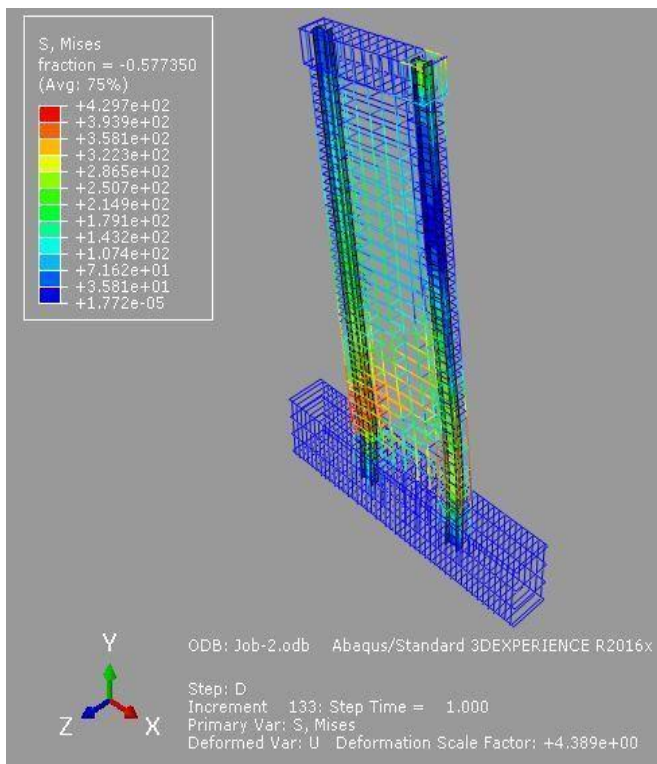 S, Mises
fraction = -0.577350
(Avg: 75%)
+4.297e+02
+3.939e+02
+3.581e+02
+3.223e+02
+2.865e+02
+2.507e+02
+2.149e+02
+1.791e+02
+1.432e+02
+1.074e+02
+7.162e+01
+3.581e+01
+1.772e-05
Y
Z
X
ODB: Job-2.odb Abaqus/Standard 3DEXPERIENCE R2016x
Step: D
Increment 133: Step Time = 1.000
Primary Var: S, Mises
Deformed Var: U Deformation Scale Factor: +4.389e+00